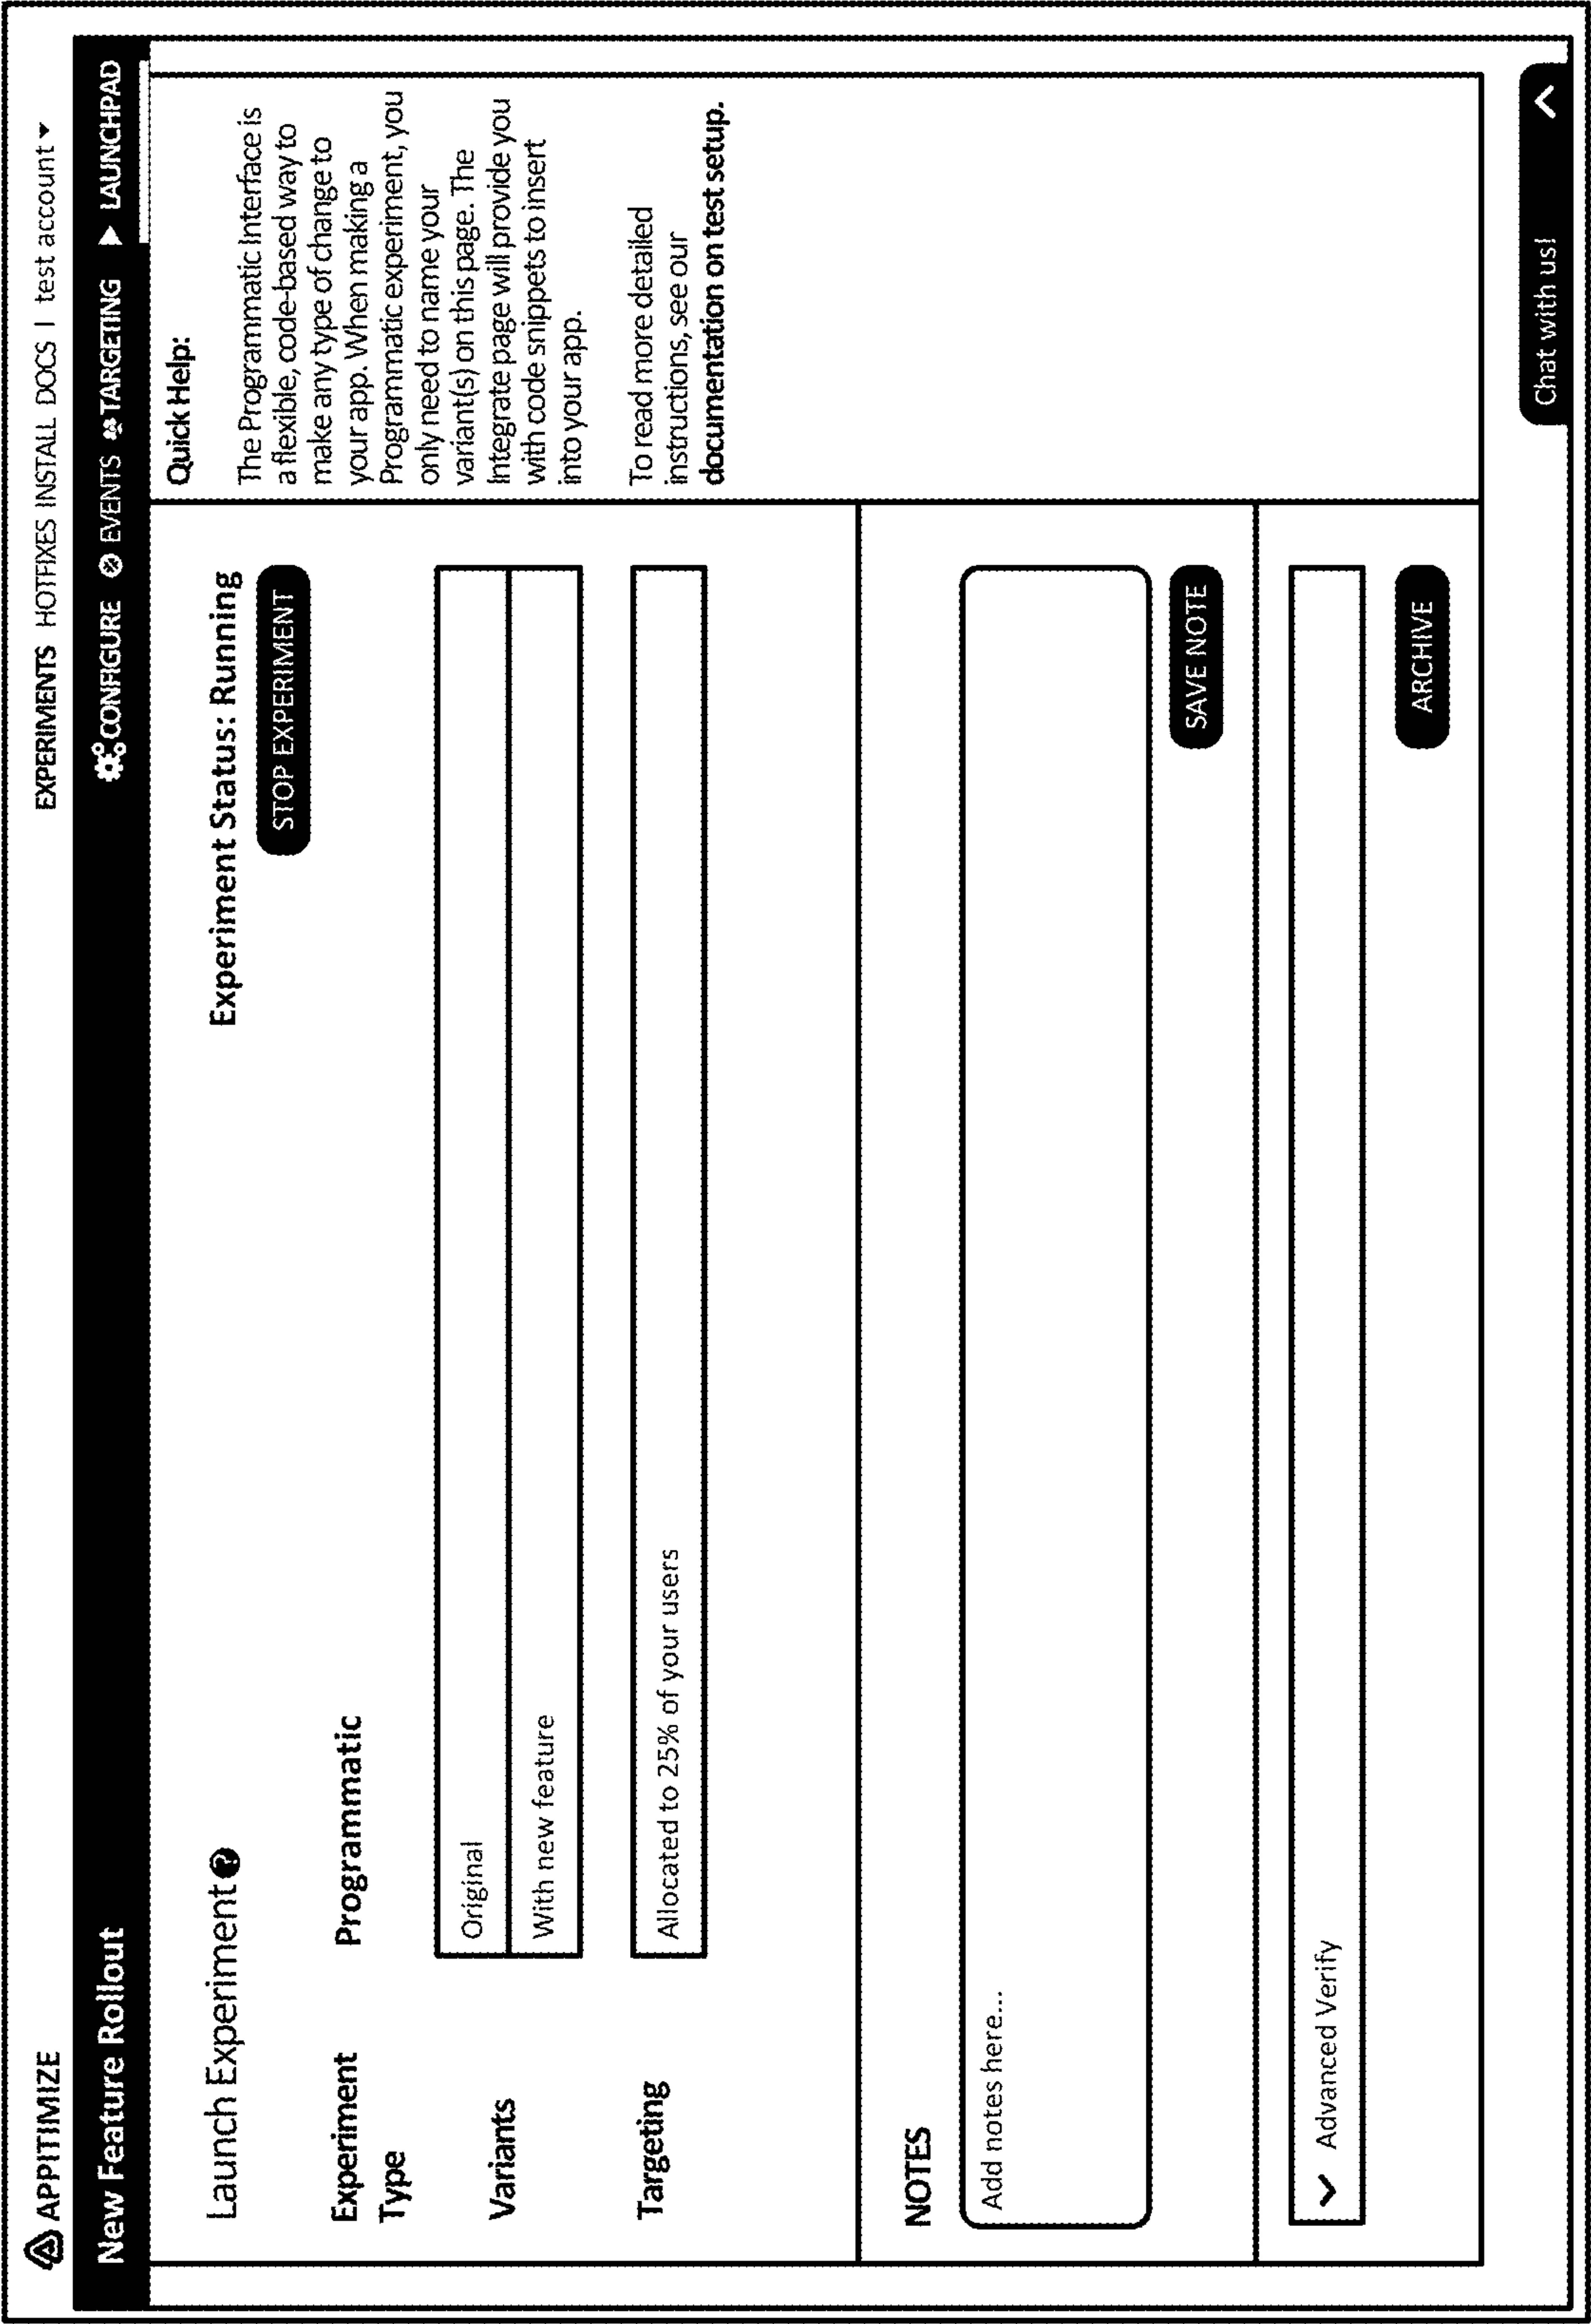 APPITIMIZE
EXPERIMENTS HOTFIXES INSTALL DOCS | test account
New Feature Rollout
CONFIGURE EVENTS TARGETING LAUNCHPAD
Launch Experiment ?
Experiment Status: Running
STOP EXPERIMENT
Experiment
Type
Programmatic
Variants
Original
With new feature
Targeting
Allocated to 25% of your users
NOTES
Add notes here...
SAVE NOTE
Advanced Verify
ARCHIVE
Quick Help:
The Programmatic Interface is
a flexible, code-based way to
make any type of change to
your app. When making a
Programmatic experiment, you
only need to name your
variant(s) on this page. The
Integrate page will provide you
with code snippets to insert
into your app.
To read more detailed
instructions, see our
documentation on test setup.
Chat with us!